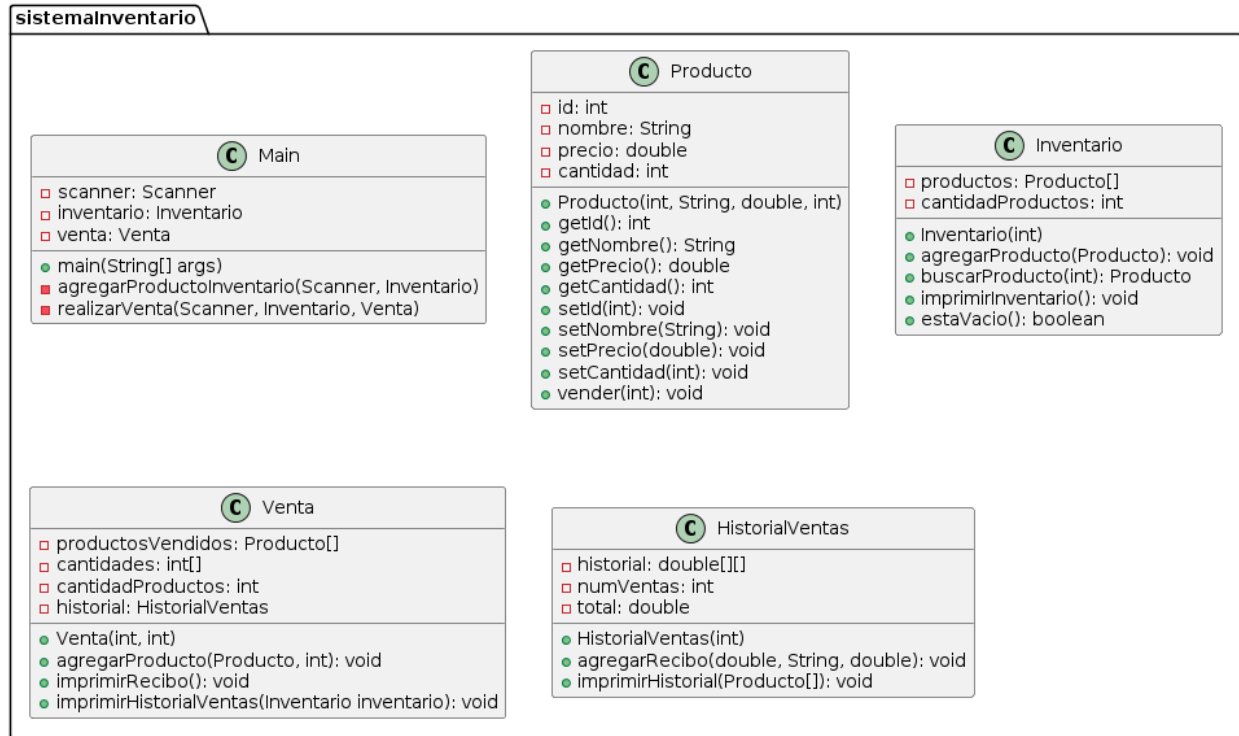 sistemaInventario
C Main
scanner: Scanner
inventario: Inventario
venta: Venta
main(String[] args)
agregarProductoInventario(Scanner, Inventario)
realizarVenta(Scanner, Inventario, Venta)
C Producto
id: int
nombre: String
precio: double
cantidad: int
Producto(int, String, double, int)
getId(): int
getNombre(): String
getPrecio(): double
getCantidad(): int
setId(int): void
setNombre(String): void
setPrecio(double): void
setCantidad(int): void
vender(int): void
C Inventario
productos: Producto[]
cantidadProductos: int
Inventario(int)
agregarProducto(Producto): void
buscarProducto(int): Producto
imprimirInventario(): void
estaVacio(): boolean
C Venta
productosVendidos: Producto[]
cantidades: int[]
cantidadProductos: int
historial: HistorialVentas
Venta(int, int)
agregarProducto(Producto, int): void
imprimirRecibo(): void
imprimirHistorialVentas(Inventario inventario): void
C HistorialVentas
historial: double[][]
numVentas: int
total: double
HistorialVentas(int)
agregarRecibo(double, String, double): void
imprimirHistorial(Producto[]): void